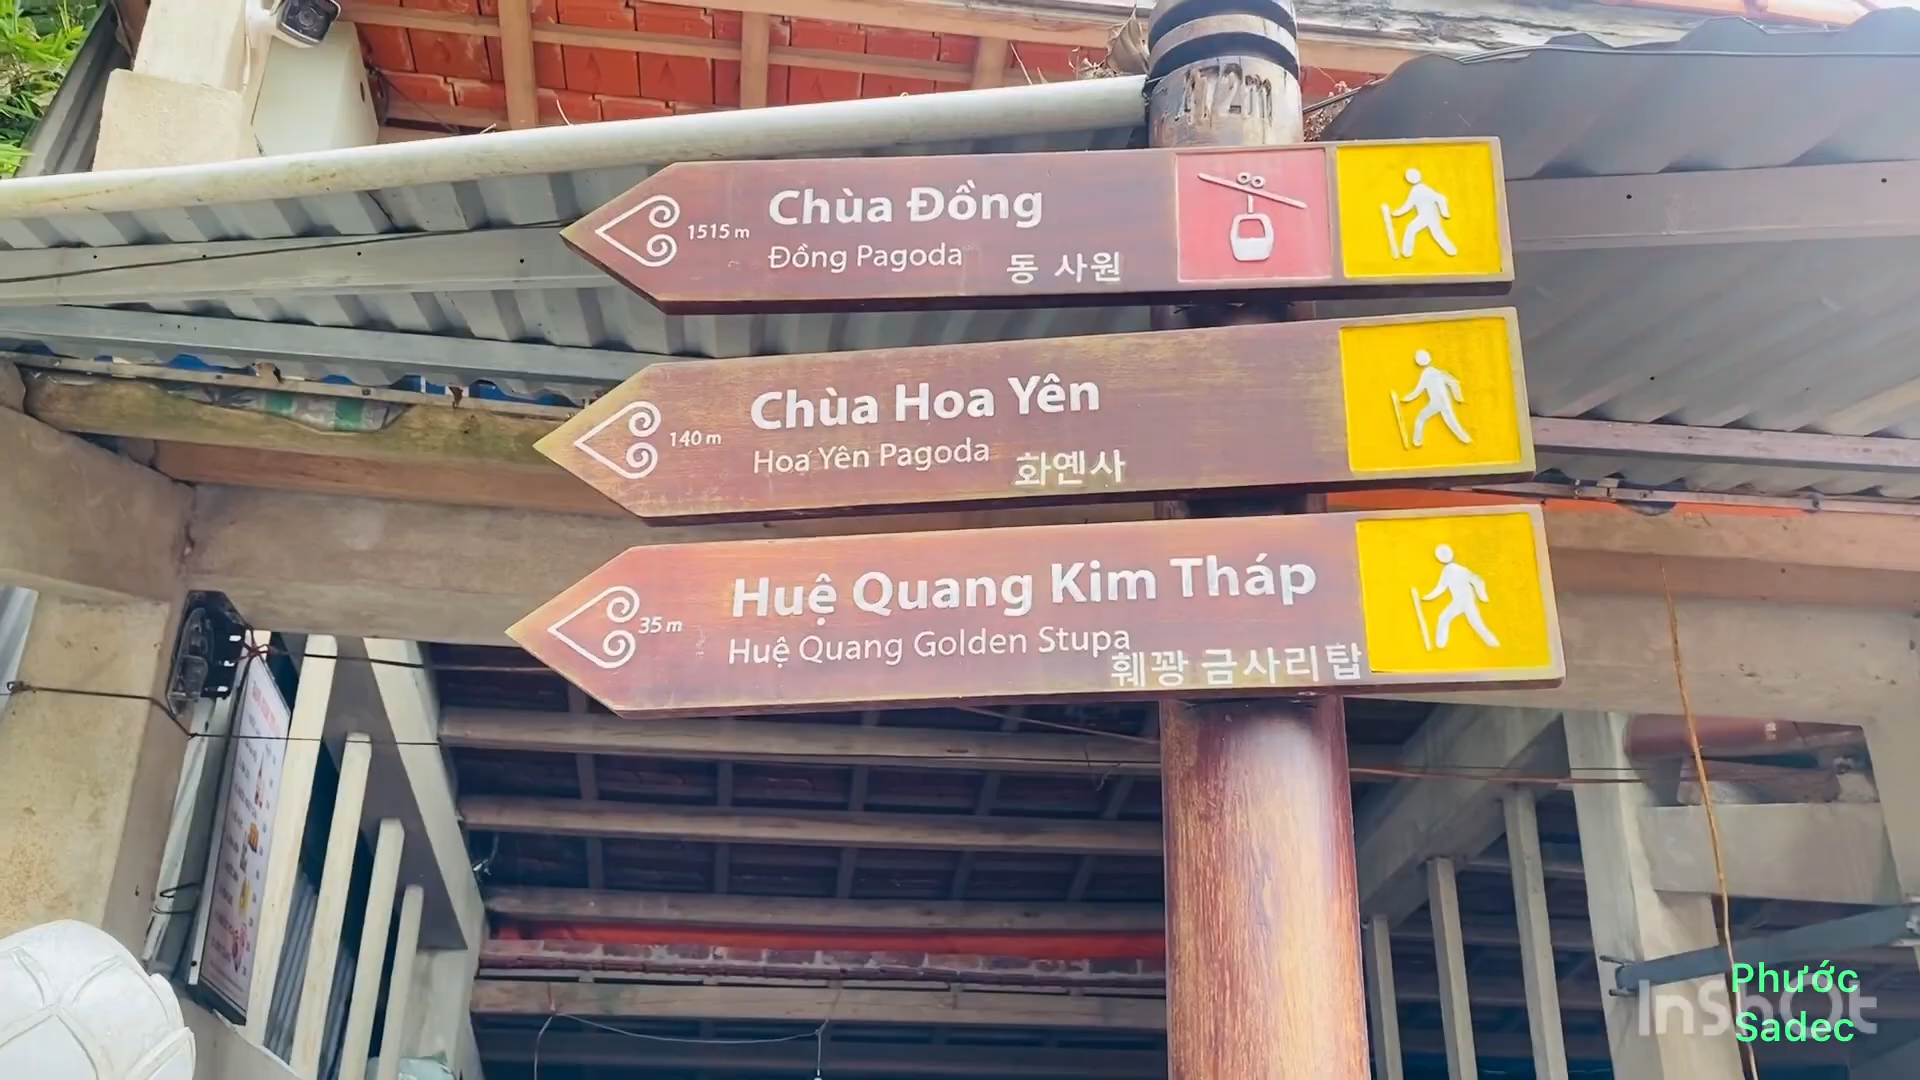 1515 m
Chùa Đồng
Đồng Pagoda
동 사원
140 m
Chùa Hoa Yên
Hoa Yên Pagoda
화옌사
35 m
Huệ Quang Kim Tháp
Huệ Quang Golden Stupa
훼꽝 금사리탑
InShOt
Phước
Sadec